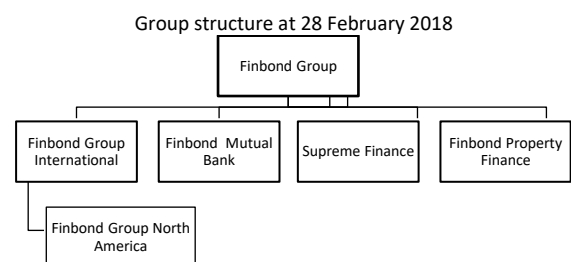 Group structure at 28 February 2018
Finbond Group
Finbond Group
International
Finbond Mutual
Bank
Supreme Finance
Finbond Property
Finance
Finbond Group North
America